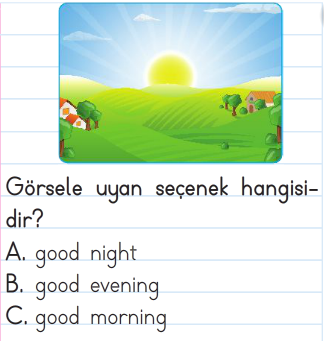 Görsele uyan seçenek hangisi-
dir?
A. good night
B. good evening
C. good morning